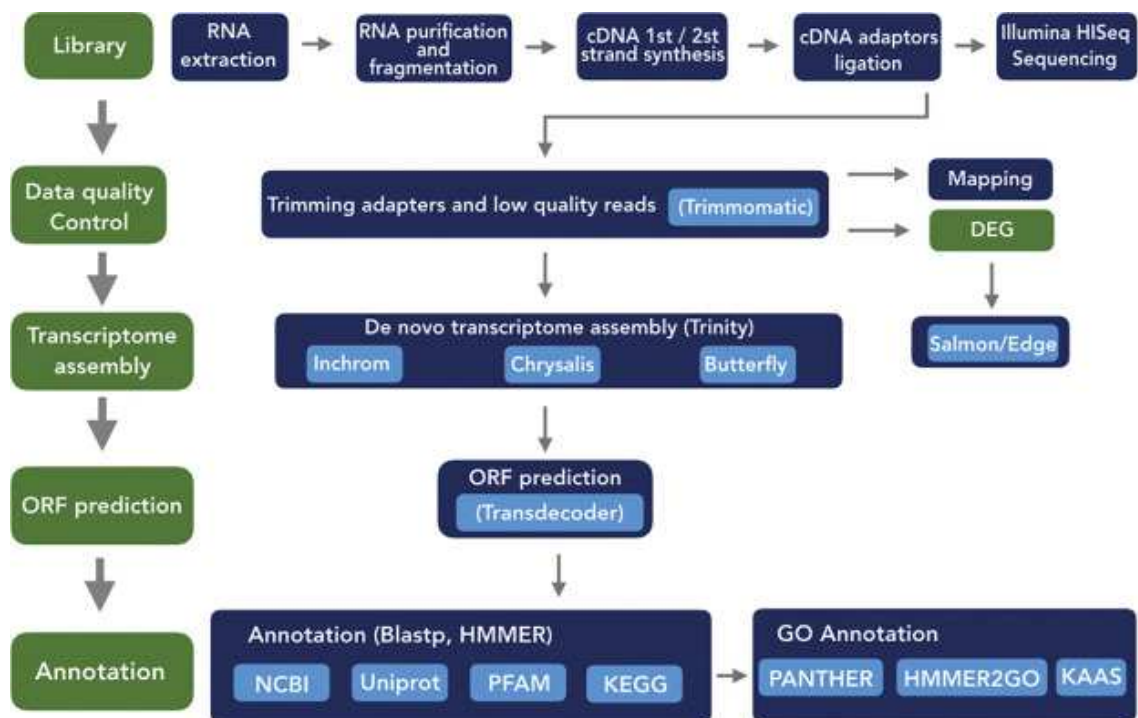 Library
RNA
extraction
RNA purification
and
fragmentation
cDNA 1st / 2st
strand synthesis
cDNA adaptors
ligation
Illumina HISeq
Sequencing
Data quality
Control
Trimming adapters and low quality reads (Trimmomatic)
Mapping
DEG
Salmon/Edge
Transcriptome
assembly
De novo transcriptome assembly (Trinity)
Inchrom Chrysalis Butterfly
ORF prediction
ORF prediction
(Transdecoder)
Annotation
Annotation (Blastp, HMMER)
NCBI Uniprot PFAM KEGG
GO Annotation
PANTHER HMMER2GO KAAS